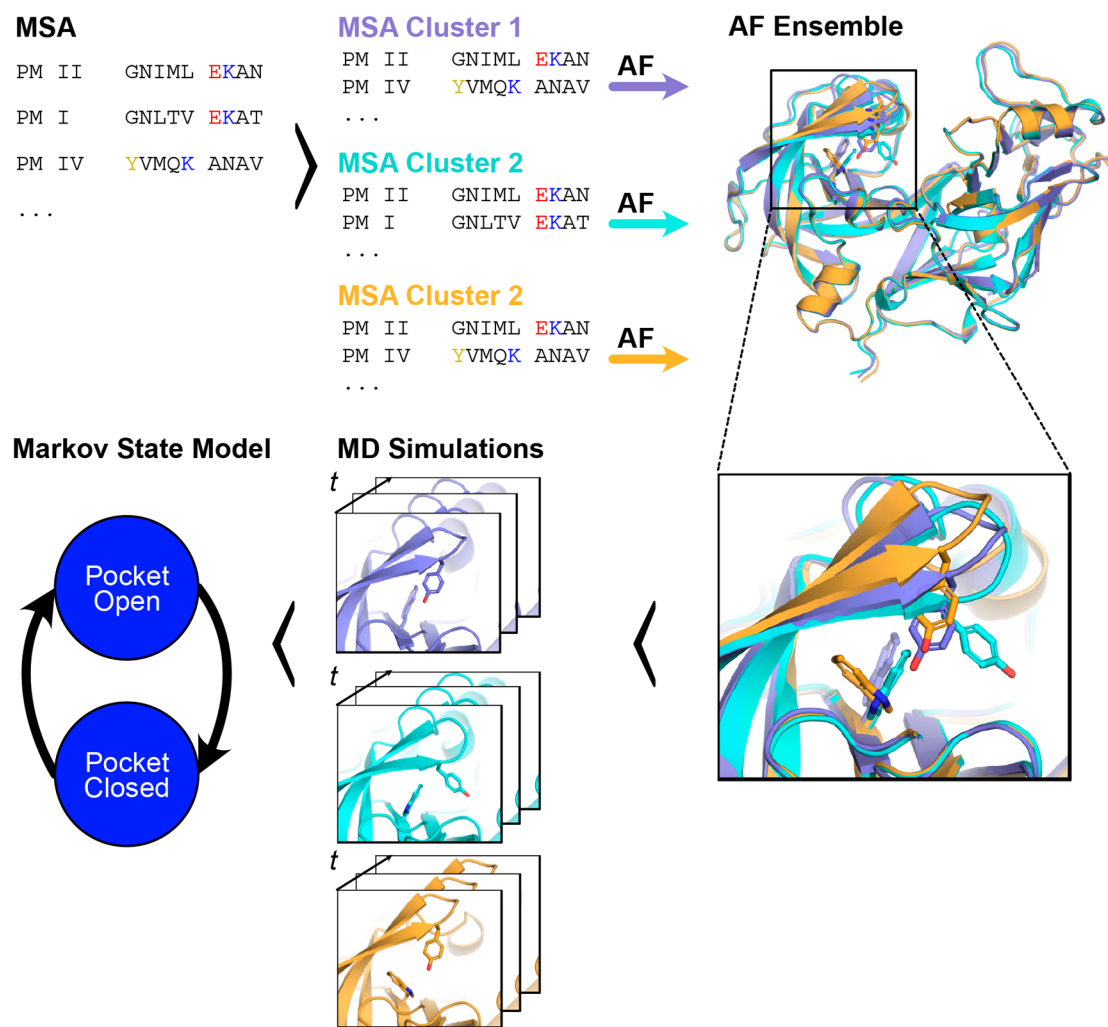 MSA
PM II GNIML EKAN
PM I GNLTV EKAT
PM IV YVMQK ANAV
...
MSA Cluster 1
PM II GNIML EKAN
PM IV YVMQK ANAV
...
AF
MSA Cluster 2
PM II GNIML EKAN
PM I GNLTV EKAT
...
AF
MSA Cluster 2
PM II GNIML EKAN
PM IV YVMQK ANAV
...
AF
AF Ensemble
Markov State Model
Pocket
Open
Pocket
Closed
MD Simulations
t
t
t